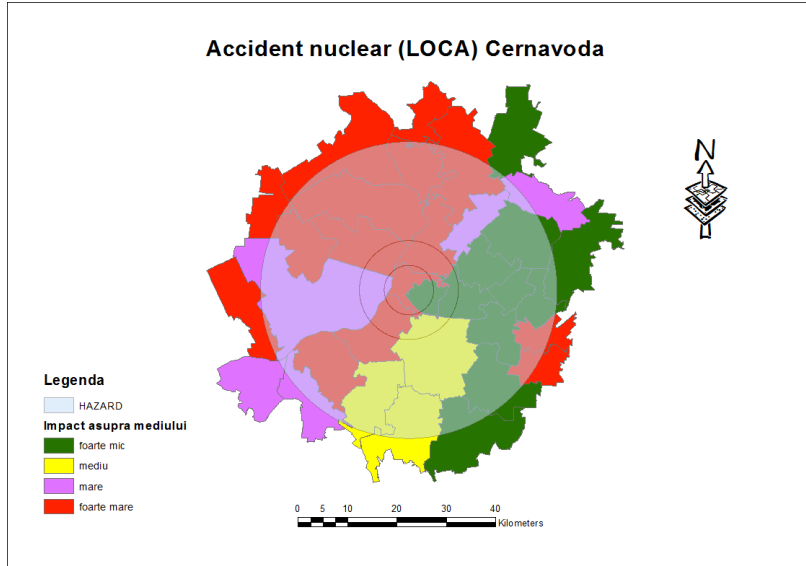 Accident nuclear (LOCA) Cernavoda
N
Legenda
HAZARD
Impact asupra mediului
foarte mic
mediu
mare
foarte mare
0 5 10 20 30 40
Kilometers